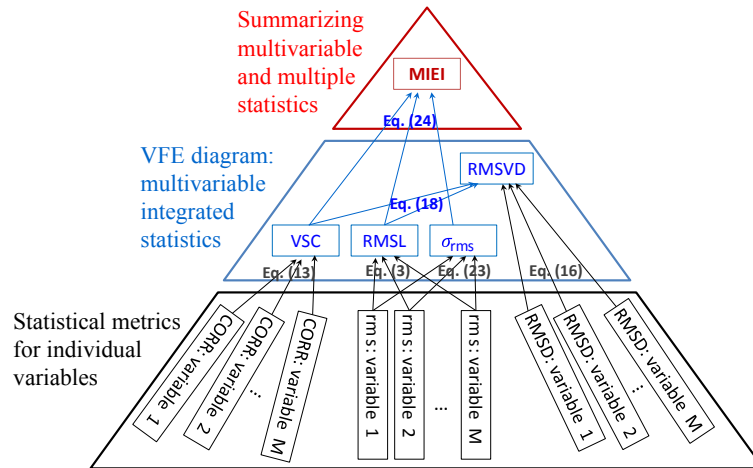 Summarizing
multivariable
and multiple
statistics
MIEI
Eq. (24)
VFE diagram:
multivariable
integrated
statistics
RMSVD
Eq. (18)
VSC
RMSL
σrms
Eq. (13)
Eq. (3)
Eq. (23)
Eq. (16)
Statistical metrics
for individual
variables
CORR: variable 1
CORR: variable 2
...
CORR: variable M
rms: variable 1
rms: variable 2
...
rms: variable M
RMSD: variable 1
RMSD: variable 2
...
RMSD: variable M